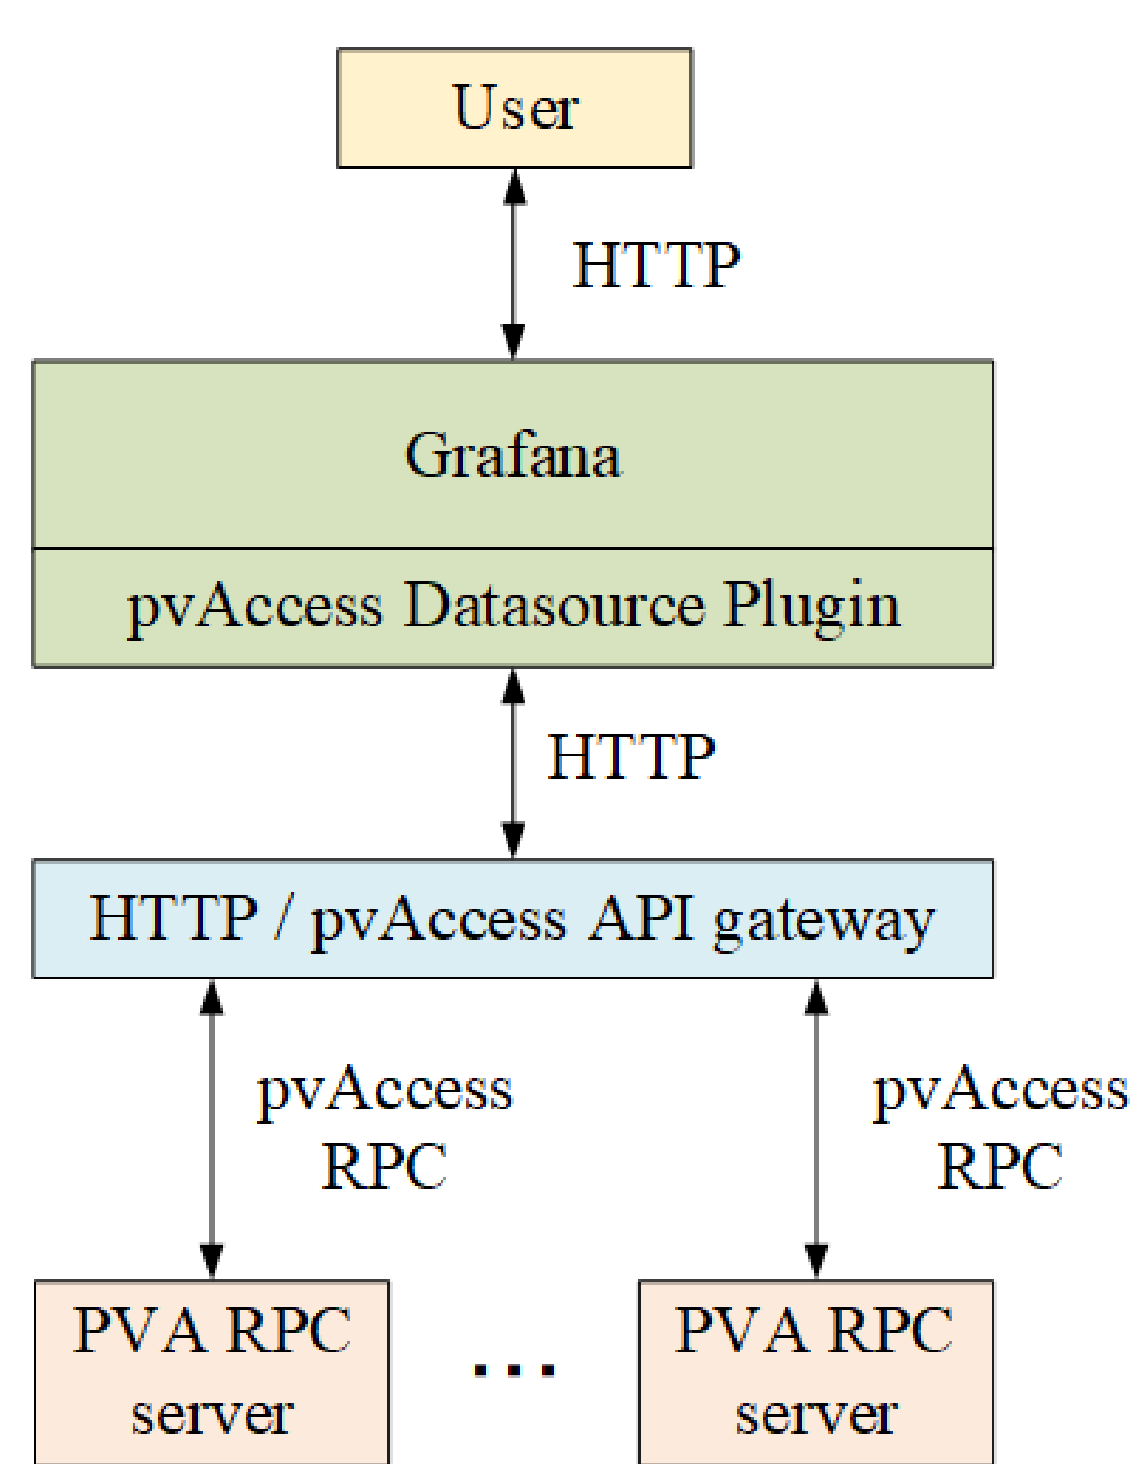 User
HTTP
Grafana
pvAccess Datasource Plugin
HTTP
HTTP / pvAccess API gateway
pvAccess
RPC
pvAccess
RPC
PVA RPC
server
...
PVA RPC
server